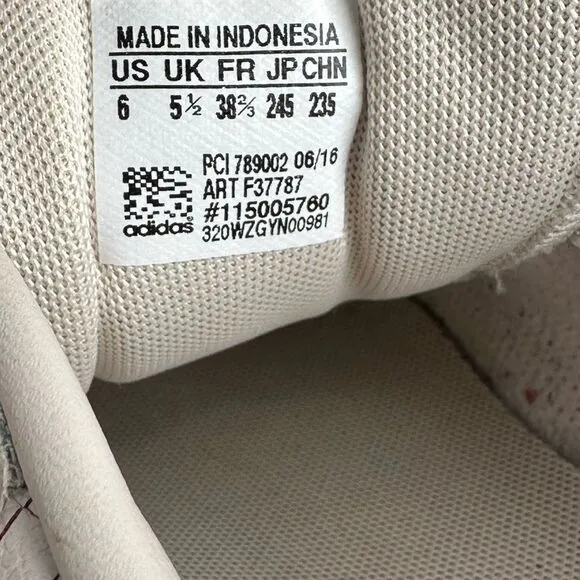 MADE IN INDONESIA
US UK FR JP CHN
6 5½ 38⅔ 245 235
PCI 789002 06/16
ART F37787
#115005760
adidas® 320WZGYN00981